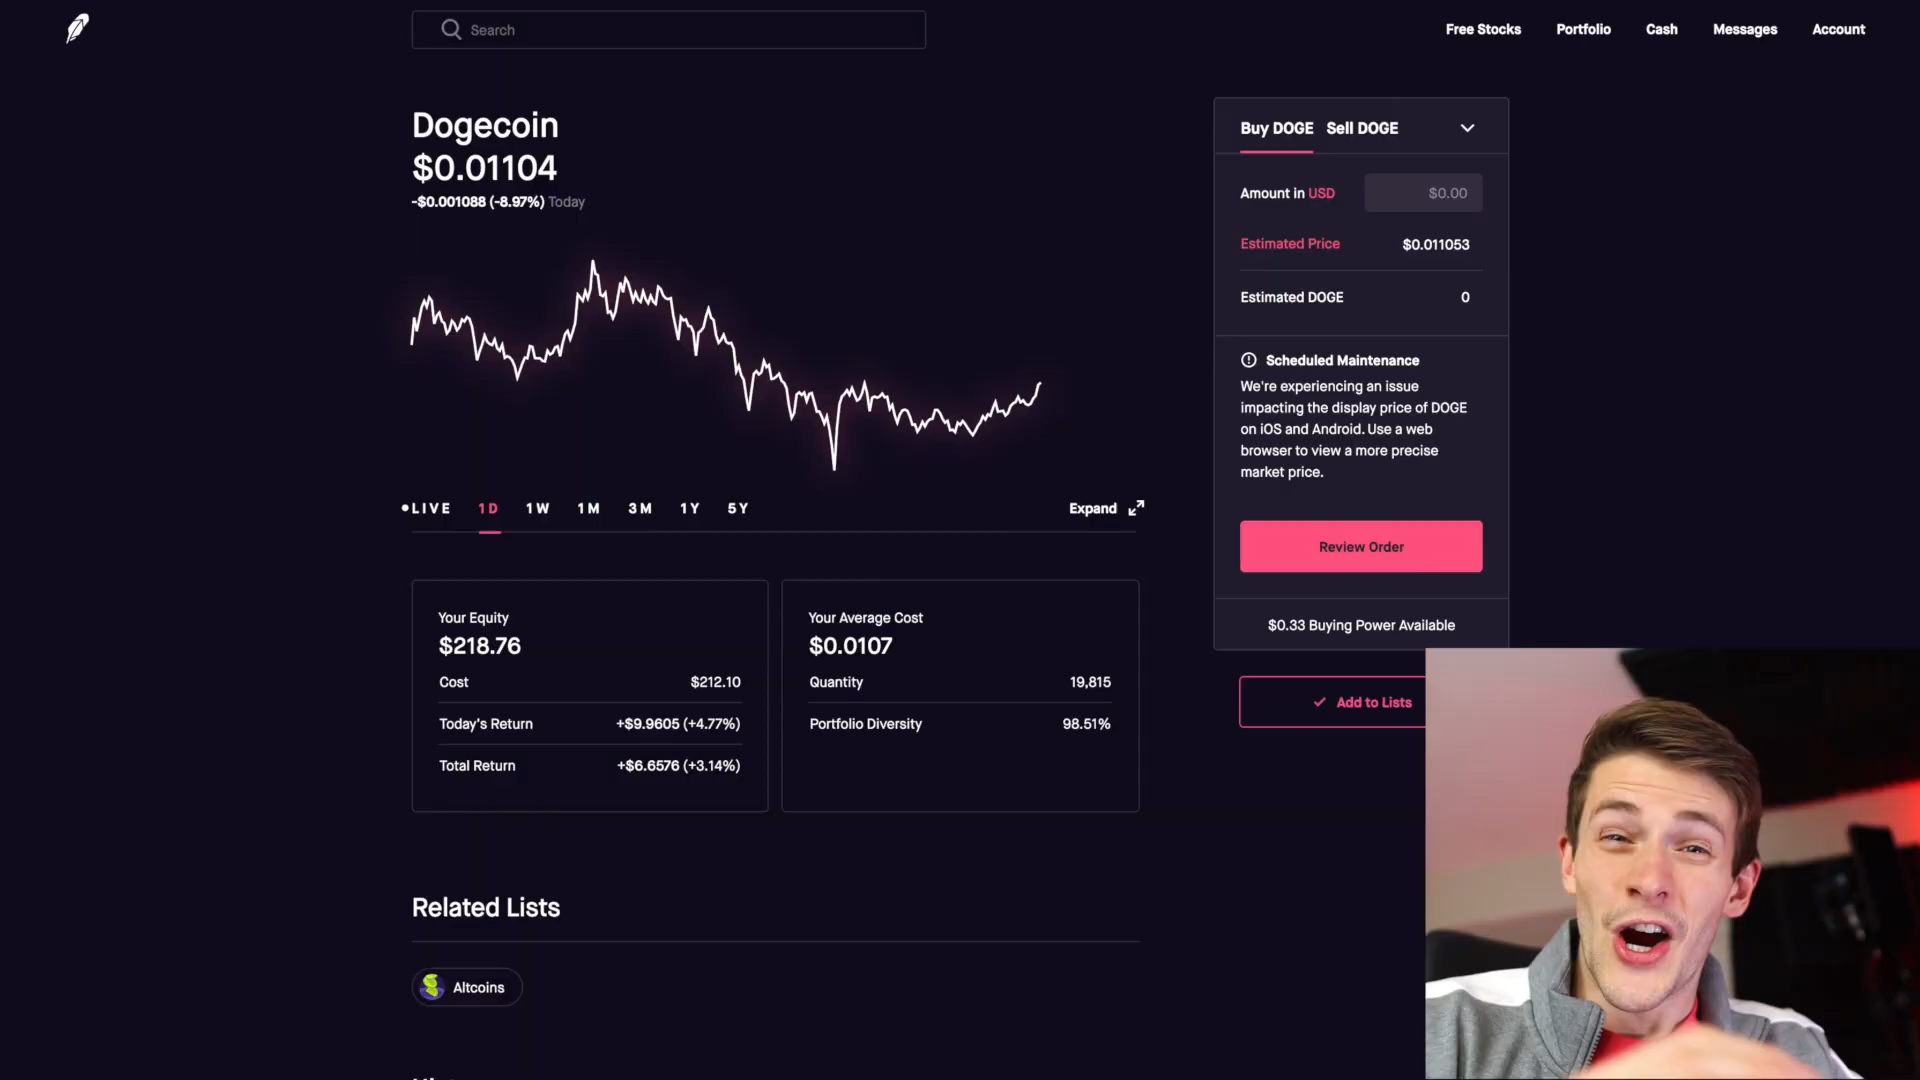 Search
Free Stocks
Portfolio
Cash
Messages
Account
Dogecoin
$0.01104
-$0.001088 (-8.97%) Today
LIVE
1D
1W
1M
3M
1Y
5Y
Expand
Your Equity
$218.76
Cost $212.10
Today's Return +$9.9605 (+4.77%)
Total Return +$6.6576 (+3.14%)
Your Average Cost
$0.0107
Quantity 19,815
Portfolio Diversity 98.51%
Related Lists
Altcoins
Buy DOGE Sell DOGE
Amount in USD $0.00
Estimated Price $0.011053
Estimated DOGE 0
Scheduled Maintenance
We're experiencing an issue
impacting the display price of DOGE
on iOS and Android. Use a web
browser to view a more precise
market price.
Review Order
$0.33 Buying Power Available
Add to Lists